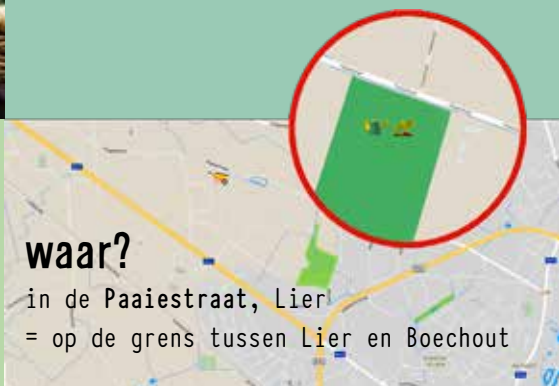 waar?
in de Paaiestraat, Lier
= op de grens tussen Lier en Boechout